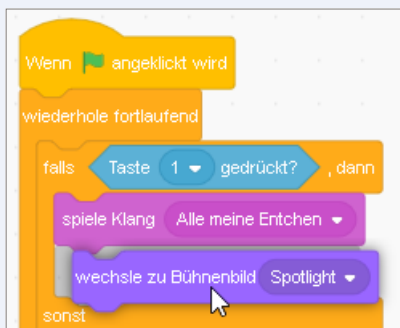 Wenn angeklickt wird
wiederhole fortlaufend
falls Taste 1 gedrückt? , dann
spiele Klang Alle meine Entchen
wechsle zu Bühnenbild Spotlight
sonst